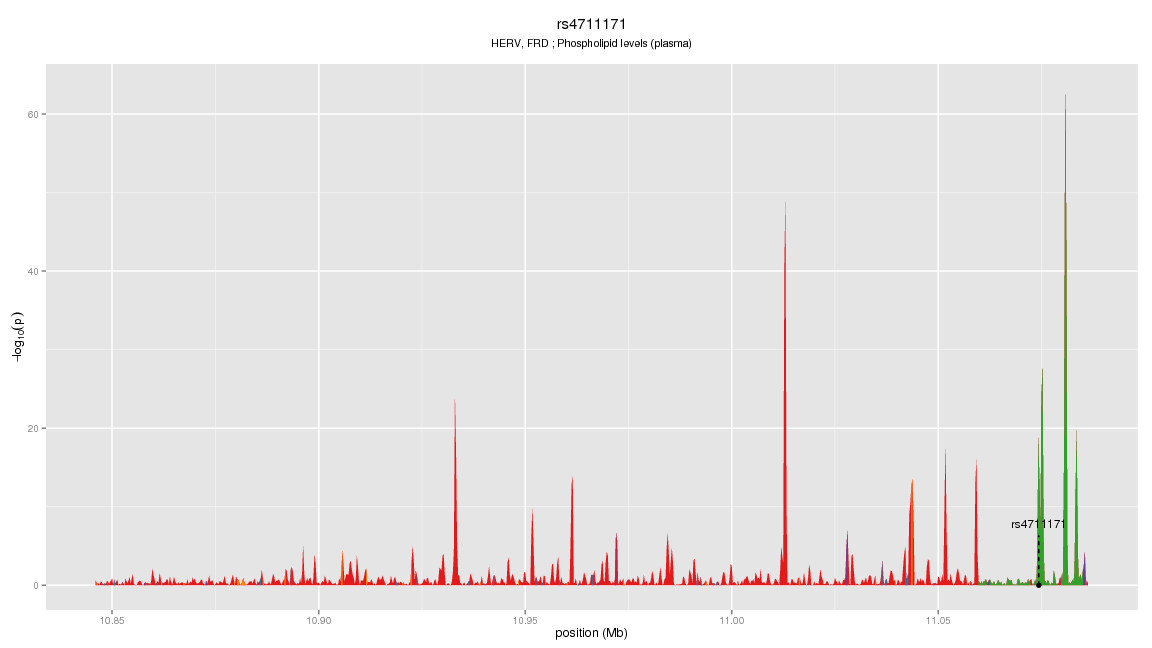 rs4711171
HERV, FRD ; Phospholipid levels (plasma)
−log10(p)
60
40
20
0
rs4711171
10.85
10.90
10.95
11.00
11.05
position (Mb)